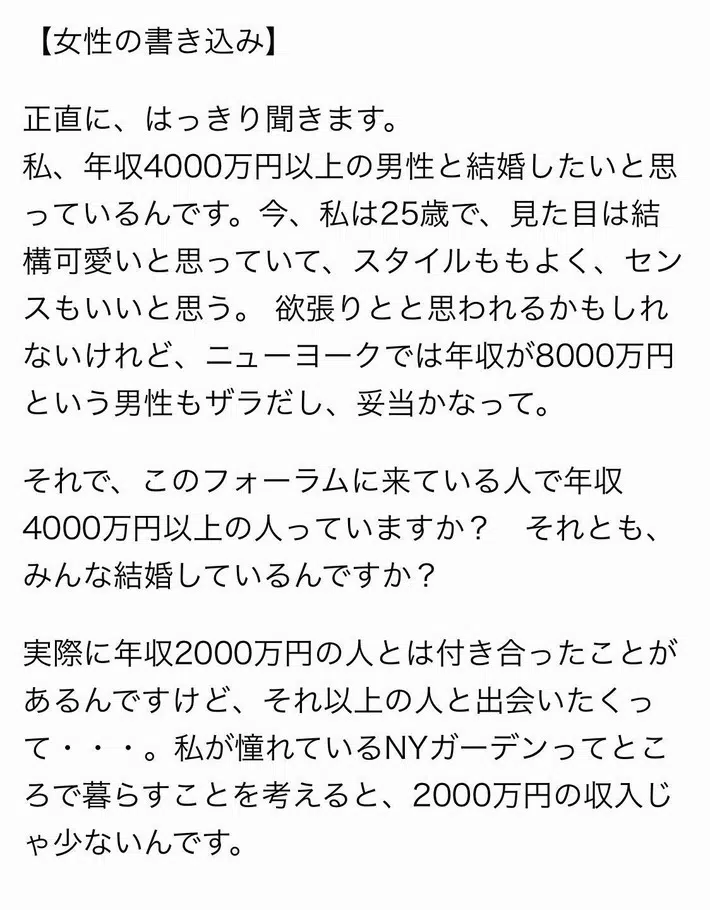 【女性の書き込み】
正直に、はっきり聞きます。
私、年収4000万円以上の男性と結婚したいと思
っているんです。今、私は25歳で、見た目は結
構可愛いと思っていて、スタイルももよく、セン
スもいいと思う。 欲張りとと思われるかもしれ
ないけれど、ニューヨークでは年収が8000万円
という男性もザラだし、妥当かなって。
それで、このフォーラムに来ている人で年収
4000万円以上の人っていますか？　それとも、
みんな結婚しているんですか？
実際に年収2000万円の人とは付き合ったことが
あるんですけど、それ以上の人と出会いたくっ
て・・・。私が憧れているNYガーデンってとこ
ろで暮らすことを考えると、2000万円の収入じ
ゃ少ないんです。